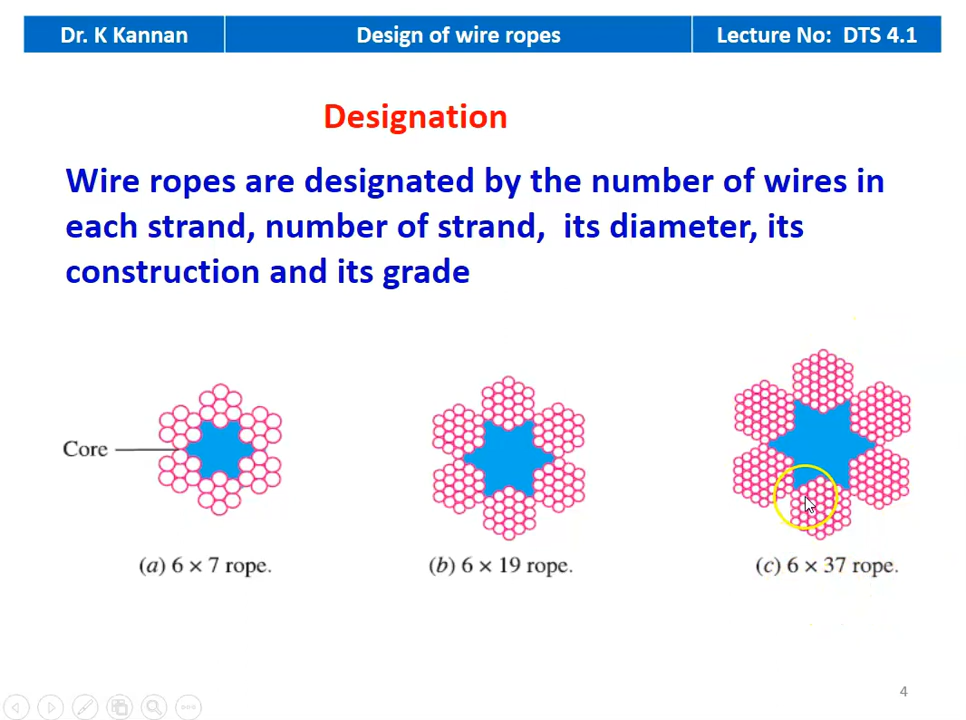 Dr. K Kannan Design of wire ropes Lecture No: DTS 4.1
Designation
Wire ropes are designated by the number of wires in
each strand, number of strand, its diameter, its
construction and its grade
Core
(a) 6 × 7 rope.
(b) 6 × 19 rope.
(c) 6 × 37 rope.
4